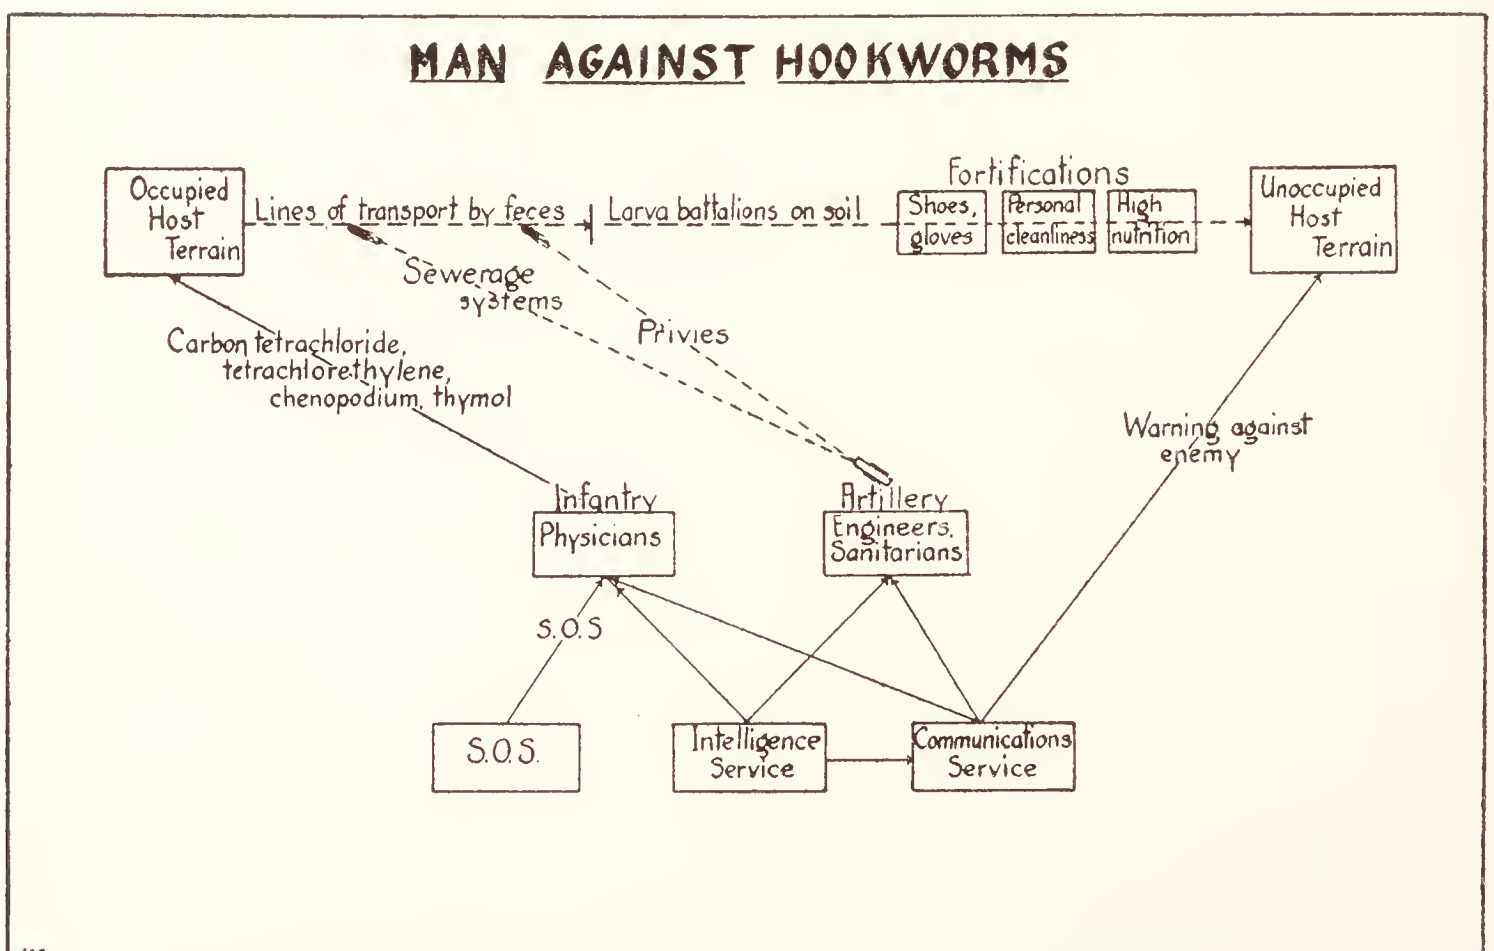 MAN AGAINST HOOKWORMS
Fortifications
Occupied
Host
Terrain
Lines of transport by feces
Larva battalions on soil
Shoes,
gloves
Personal
cleanliness
High
nutrition
Unoccupied
Host
Terrain
Sewerage
systems
Privies
Carbon tetrachloride,
tetrachlorethylene,
chenopodium, thymol
Warning against
enemy
Infantry
Physicians
Artillery
Engineers,
Sanitarians
S.O.S
S.O.S.
Intelligence
Service
Communications
Service